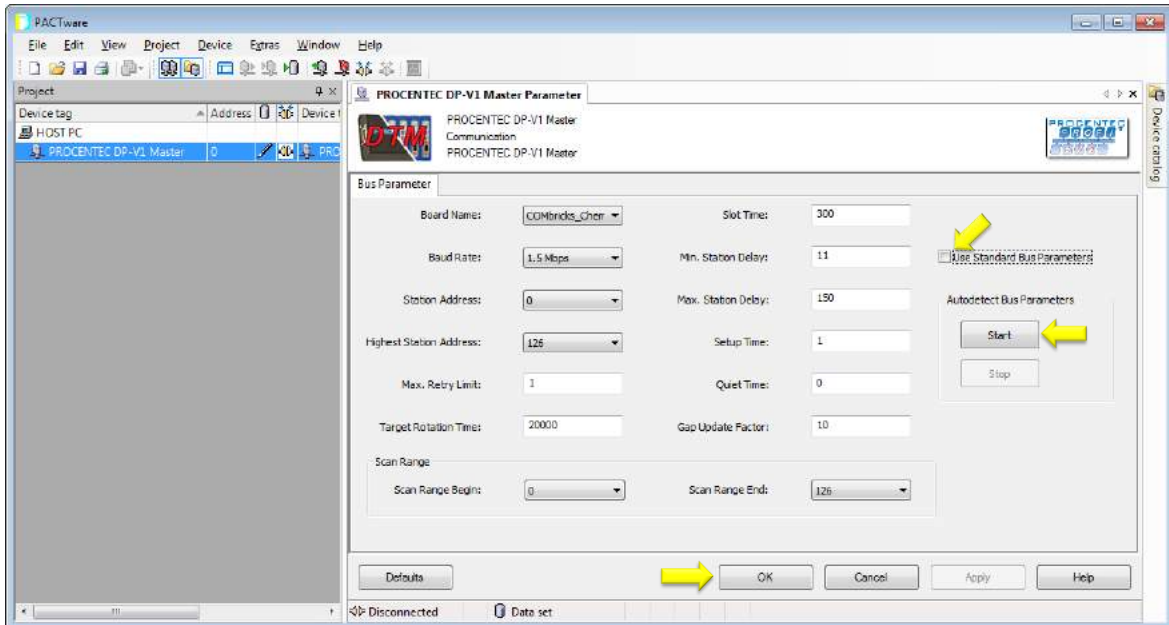 PACTware
File Edit View Project Device Extras Window Help
Project
Device tag Address Device t
HOST PC
PROCENTEC DP-V1 Master 0 PRO
PROCENTEC DP-V1 Master Parameter
DTM
PROCENTEC DP-V1 Master
Communication
PROCENTEC DP-V1 Master
PROCENTEC
Device catalog
Bus Parameter
Board Name: COMbricks_Chem Slot Time: 300
Use Standard Bus Parameters
Baud Rate: 1.5 Mbps Min. Station Delay: 11
Station Address: 0 Max. Station Delay: 150
Autodetect Bus Parameters
Highest Station Address: 126 Setup Time: 1
Start
Max. Retry Limit: 1 Quiet Time: 0
Stop
Target Rotation Time: 20000 Gap Update Factor: 10
Scan Range
Scan Range Begin: 0 Scan Range End: 126
Defaults OK Cancel Apply Help
Disconnected Data set